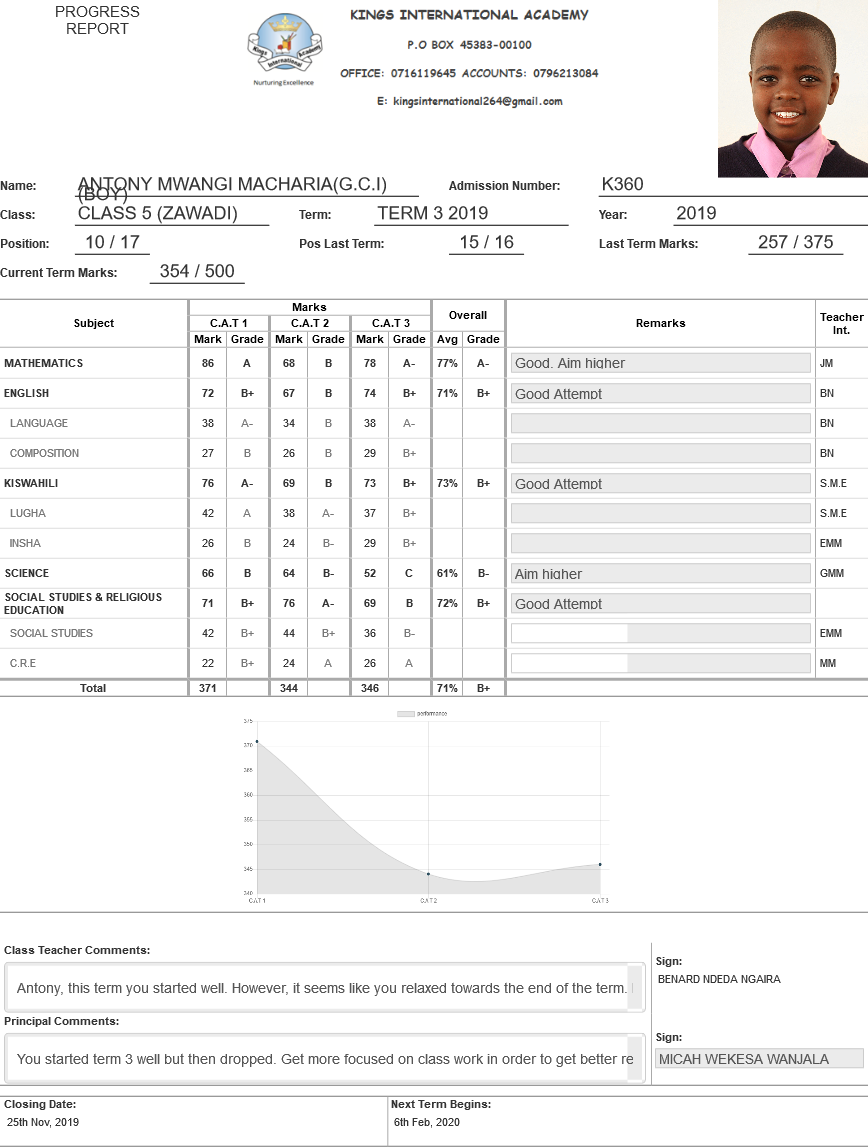 PROGRESS
REPORT
KINGS INTERNATIONAL ACADEMY
P.O BOX 45383-00100
OFFICE: 0716119645 ACCOUNTS: 0796213084
E: kingsinternational264@gmail.com
Kings International Academy
Nurturing Excellence
Name: ANTONY MWANGI MACHARIA(G.C.I) (BOY) Admission Number: K360
Class: CLASS 5 (ZAWADI) Term: TERM 3 2019 Year: 2019
Position: 10 / 17 Pos Last Term: 15 / 16 Last Term Marks: 257 / 375
Current Term Marks: 354 / 500
Subject Marks Overall Remarks Teacher Int.
C.A.T 1 C.A.T 2 C.A.T 3
Mark Grade Mark Grade Mark Grade Avg Grade
MATHEMATICS 86 A 68 B 78 A- 77% A- Good. Aim higher JM
ENGLISH 72 B+ 67 B 74 B+ 71% B+ Good Attempt BN
LANGUAGE 38 A- 34 B 38 A- BN
COMPOSITION 27 B 26 B 29 B+ BN
KISWAHILI 76 A- 69 B 73 B+ 73% B+ Good Attempt S.M.E
LUGHA 42 A 38 A- 37 B+ S.M.E
INSHA 26 B 24 B- 29 B+ EMM
SCIENCE 66 B 64 B- 52 C 61% B- Aim higher GMM
SOCIAL STUDIES & RELIGIOUS EDUCATION 71 B+ 76 A- 69 B 72% B+ Good Attempt
SOCIAL STUDIES 42 B+ 44 B+ 36 B- EMM
C.R.E 22 B+ 24 A 26 A MM
Total 371 344 346 71% B+
performance
375
370
365
360
355
350
345
340
CAT1 CAT2 CAT3
Class Teacher Comments:
Antony, this term you started well. However, it seems like you relaxed towards the end of the term.
Sign:
BENARD NDEDA NGAIRA
Principal Comments:
You started term 3 well but then dropped. Get more focused on class work in order to get better re
Sign:
MICAH WEKESA WANJALA
Closing Date: Next Term Begins:
25th Nov, 2019 6th Feb, 2020